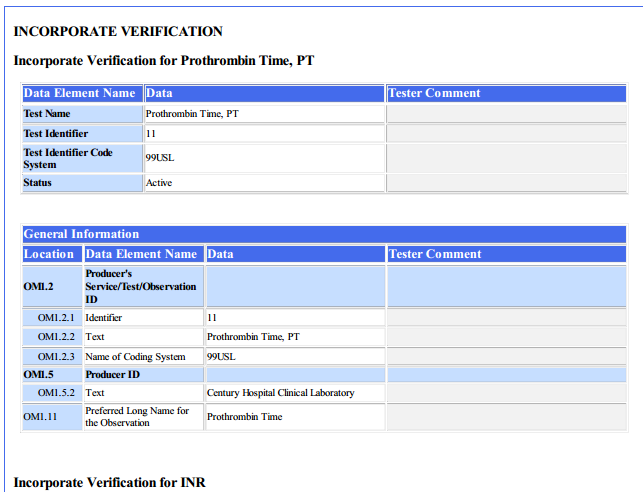 INCORPORATE VERIFICATION
Incorporate Verification for Prothrombin Time, PT
Data Element Name Data Tester Comment
Test Name Prothrombin Time, PT
Test Identifier 11
Test Identifier Code
System 99USL
Status Active
General Information
Location Data Element Name Data Tester Comment
OM1.2 Producer's
Service/Test/Observation
ID
OM1.2.1 Identifier 11
OM1.2.2 Text Prothrombin Time, PT
OM1.2.3 Name of Coding System 99USL
OM1.5 Producer ID
OM1.5.2 Text Century Hospital Clinical Laboratory
OM1.11 Preferred Long Name for
the Observation Prothrombin Time
Incorporate Verification for INR